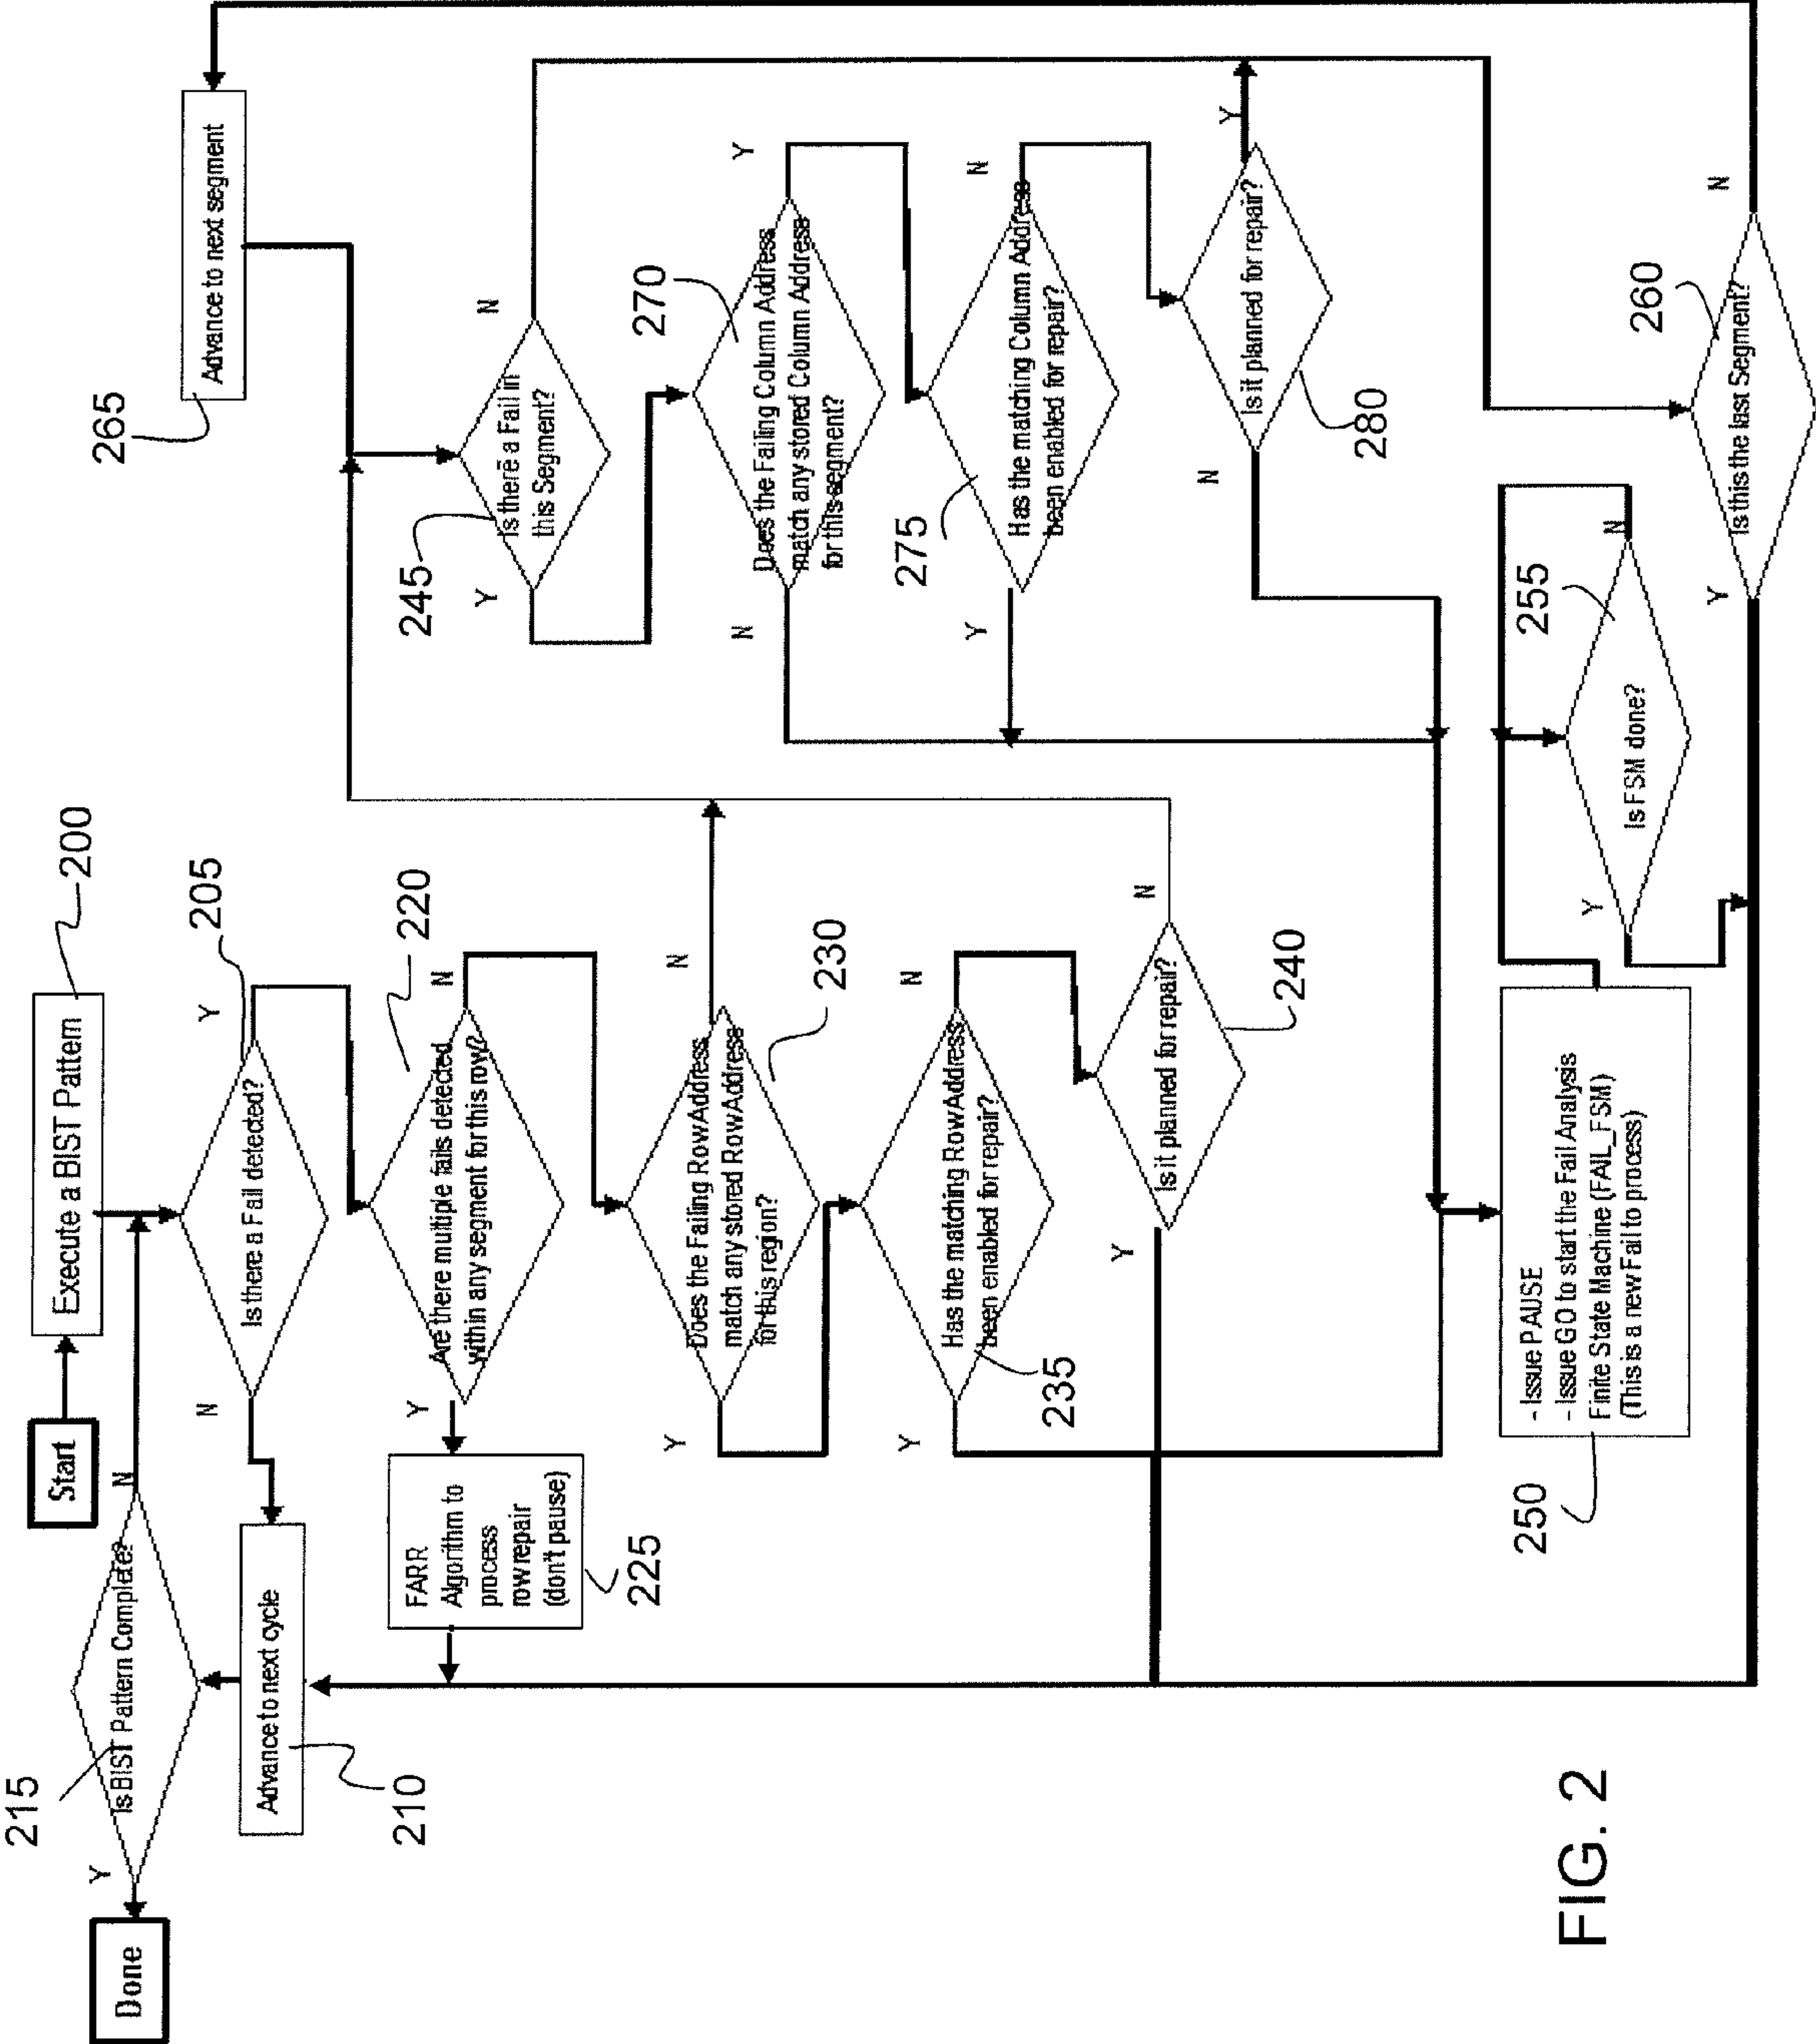 Start
Execute a BIST Pattern
200
Is there a Fail detected?
205
Y
N
Advance to next cycle
210
Is BIST Pattern Complete?
215
N
Y
Done
Are there multiple fails detected
within any segment for this row?
220
N
Y
FARR
Algorithm to
process
row repair
(don't pause)
225
Does the Failing Row Address
match any stored Row Address
for this region?
230
N
Y
Has the matching Row Address
been enabled for repair?
235
N
Y
Is it planned for repair?
240
N
Y
Advance to next segment
265
Is there a Fail in
this Segment?
245
N
Y
Does the Failing Column Address
match any stored Column Address
for this segment?
270
Y
N
Has the matching Column Address
been enabled for repair?
275
N
Y
Is it planned for repair?
280
Y
N
- Issue PAUSE
- Issue GO to start the Fail Analysis
Finite State Machine (FAIL_FSM)
(This is a new Fail to process)
250
Is FSM done?
255
N
Y
Is this the last Segment?
260
N
Y
FIG. 2